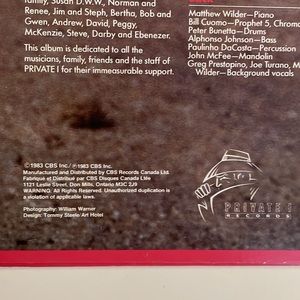 family, Susan D.W.W., Norman and
Renee, Jim and Steph, Bertha, Bob and
Gwen, Andrew, David, Peggy,
McKenzie, Steve, Darby and Ebenezer.
This album is dedicated to all the
musicians, family, friends and the staff of
PRIVATE I for their immeasurable support.
Matthew Wilder—Piano
Bill Cuomo—Prophet 5, Chroma
Peter Bunetta—Drums
Alphonso Johnson—Bass
Paulinho DaCosta—Percussion
John McFee—Mandolin
Greg Prestopino, Joe Turano, M
Wilder—Background vocals
© 1983 CBS Inc./ ℗ 1983 CBS Inc.
Manufactured and Distributed by CBS Records Canada Ltd.
Fabriqué et Distribué par CBS Disques Canada Ltée
1121 Leslie Street, Don Mills, Ontario M3C 2J9
WARNING: All Rights Reserved. Unauthorized duplication is
a violation of applicable laws.
Photography: William Warner
Design: Tommy Steele/Art Hotel
PRIVATE I
RECORDS